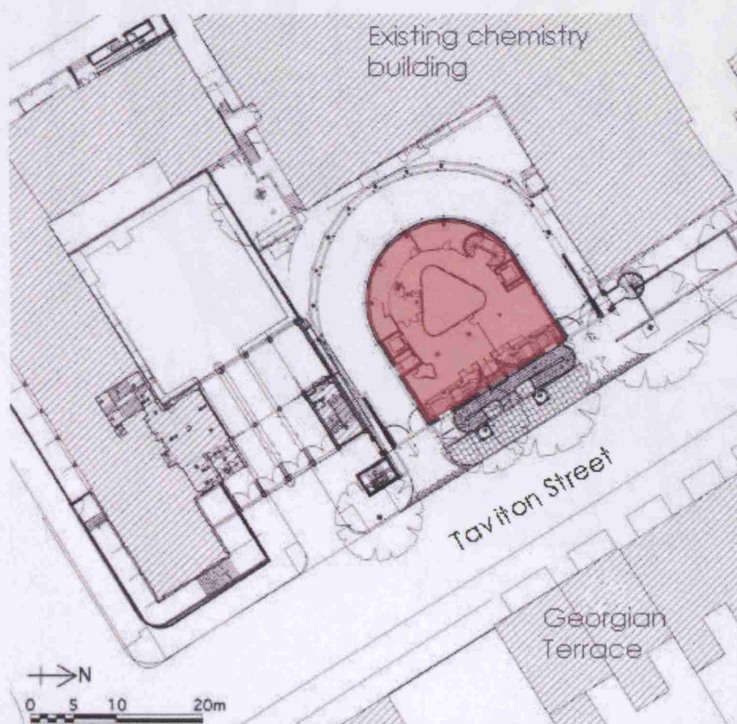 Existing chemistry
building
Taviton Street
Georgian
Terrace
N
0 5 10 20m